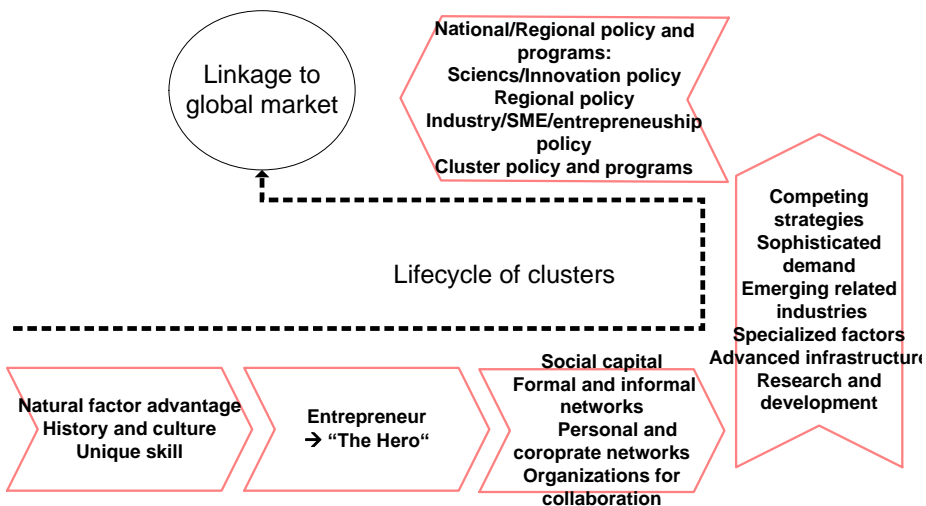 Linkage to
global market
National/Regional policy and
programs:
Sciencs/Innovation policy
Regional policy
Industry/SME/entrepreneuship
policy
Cluster policy and programs
Competing
strategies
Sophisticated
demand
Emerging related
industries
Specialized factors
Advanced infrastructure
Research and
development
Lifecycle of clusters
Natural factor advantage
History and culture
Unique skill
Entrepreneur
→ “The Hero“
Social capital
Formal and informal
networks
Personal and
coroprate networks
Organizations for
collaboration